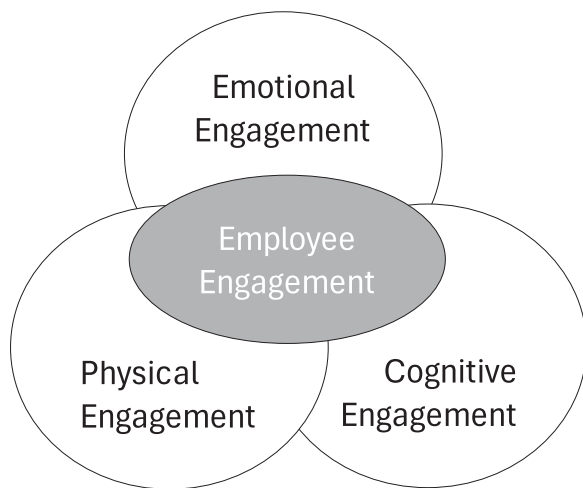 Emotional
Engagement
Employee
Engagement
Physical
Engagement
Cognitive
Engagement